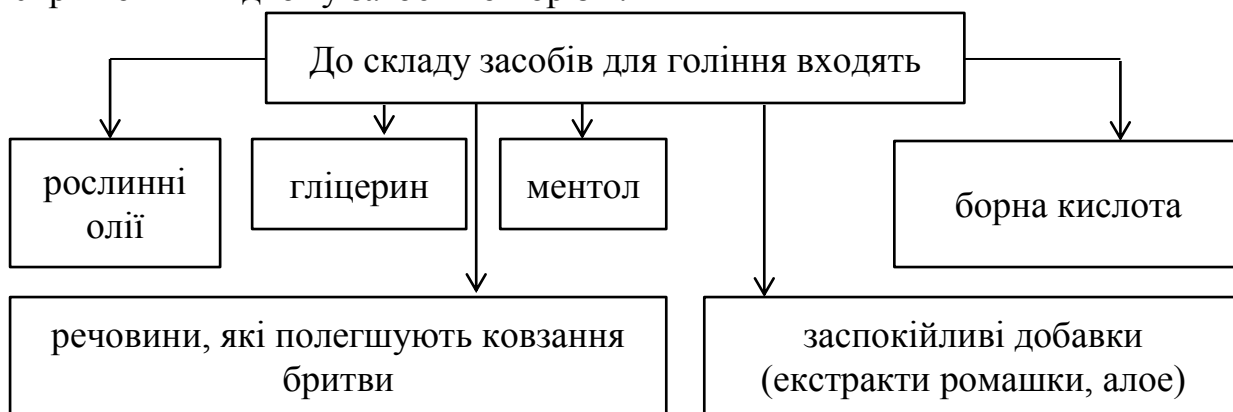 До складу засобів для гоління входять
рослинні
олії
гліцерин
ментол
борна кислота
речовини, які полегшують ковзання
бритви
заспокійливі добавки
(екстракти ромашки, алое)